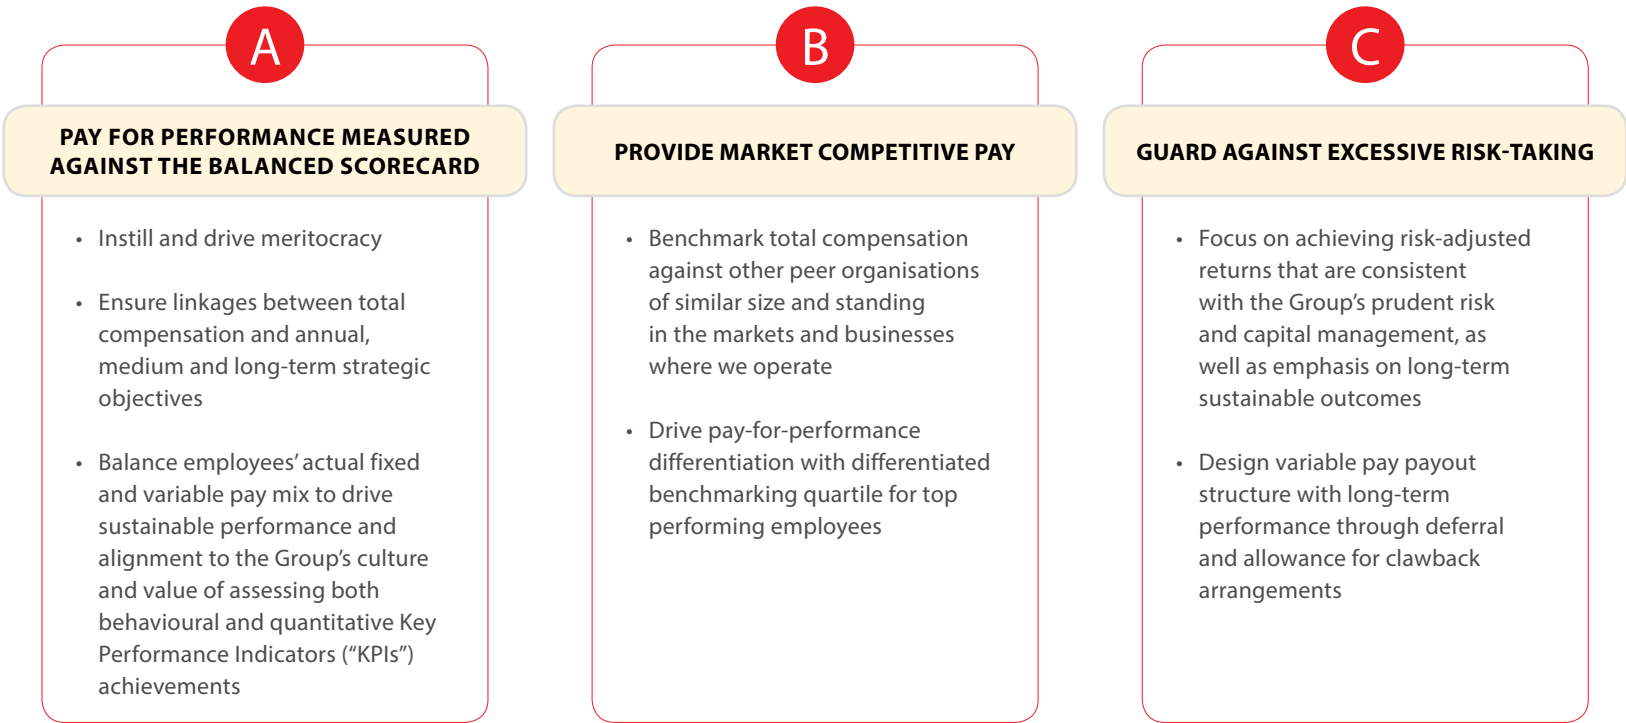 A
PAY FOR PERFORMANCE MEASURED
AGAINST THE BALANCED SCORECARD
• Instill and drive meritocracy
• Ensure linkages between total
compensation and annual,
medium and long-term strategic
objectives
• Balance employees’ actual fixed
and variable pay mix to drive
sustainable performance and
alignment to the Group’s culture
and value of assessing both
behavioural and quantitative Key
Performance Indicators (“KPIs”)
achievements
B
PROVIDE MARKET COMPETITIVE PAY
• Benchmark total compensation
against other peer organisations
of similar size and standing
in the markets and businesses
where we operate
• Drive pay-for-performance
differentiation with differentiated
benchmarking quartile for top
performing employees
C
GUARD AGAINST EXCESSIVE RISK-TAKING
• Focus on achieving risk-adjusted
returns that are consistent
with the Group’s prudent risk
and capital management, as
well as emphasis on long-term
sustainable outcomes
• Design variable pay payout
structure with long-term
performance through deferral
and allowance for clawback
arrangements